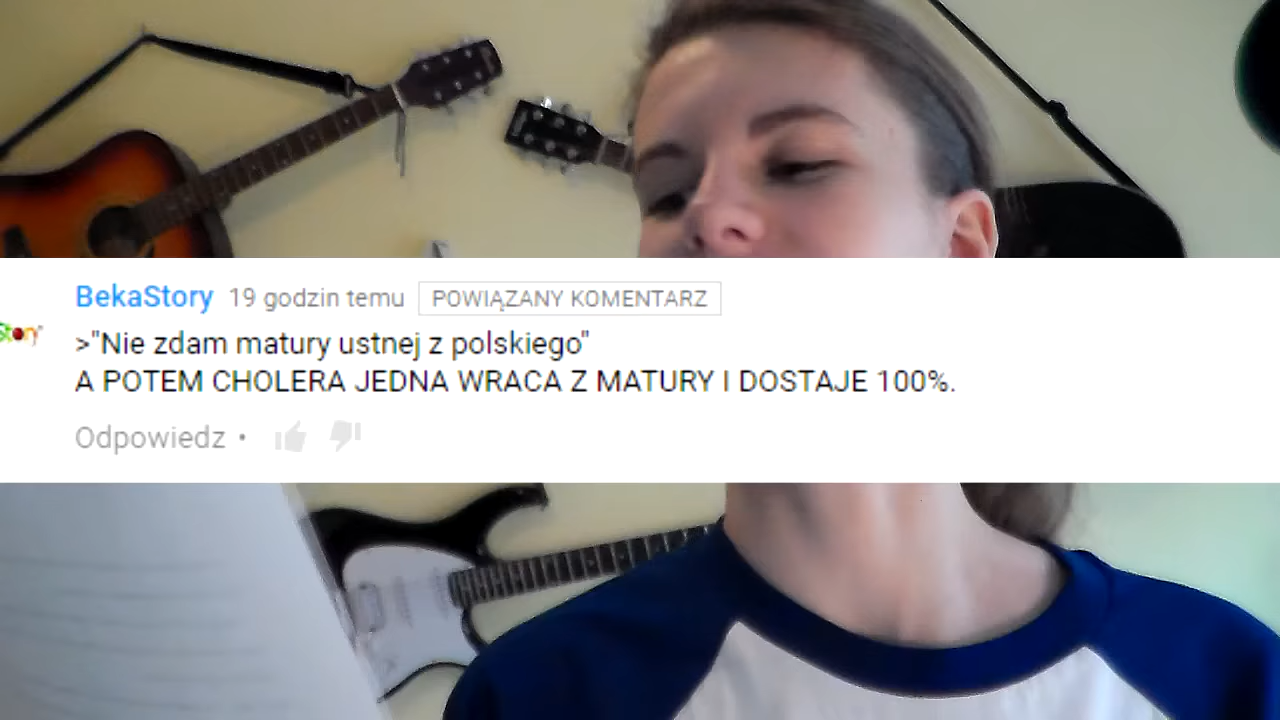 BekaStory 19 godzin temu POWIĄZANY KOMENTARZ
>"Nie zdam matury ustnej z polskiego"
A POTEM CHOLERA JEDNA WRACA Z MATURY I DOSTAJE 100%.
Odpowiedz •